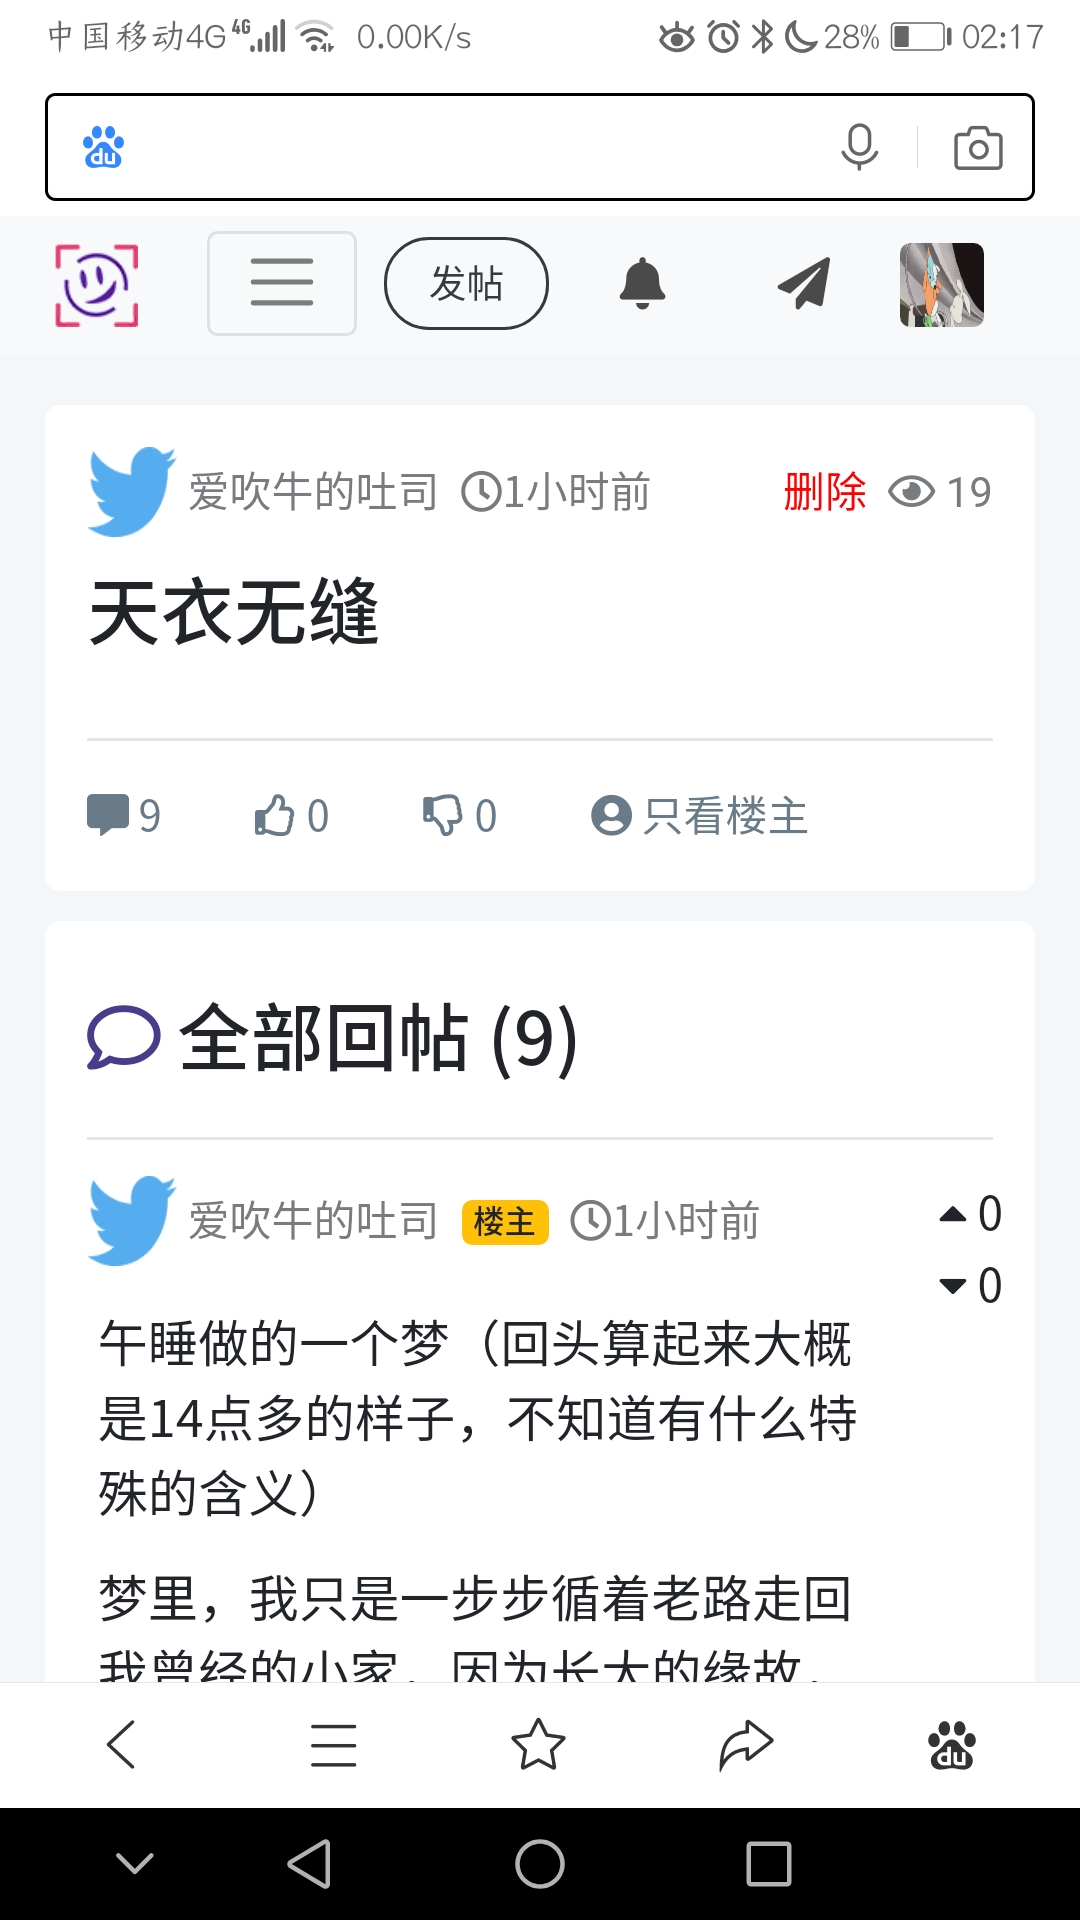 中国移动4G 4G 0.00K/s 28% 02:17
du
发帖
爱吹牛的吐司 1小时前 删除 19
天衣无缝
9 0 0 只看楼主
全部回帖 (9)
爱吹牛的吐司 楼主 1小时前 0
0
午睡做的一个梦（回头算起来大概
是14点多的样子，不知道有什么特
殊的含义）
梦里，我只是一步步循着老路走回
我曾经的小家，因为长大的缘故，
du